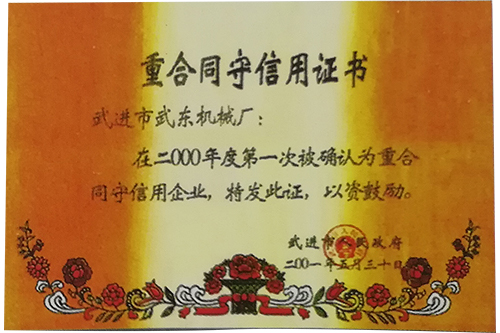 重合同守信用证书
武进市武东机械厂：
在二000年度第一次被确认为重合
同守信用企业，特发此证，以资鼓励。
武进市人民政府
二00一年五月三十日